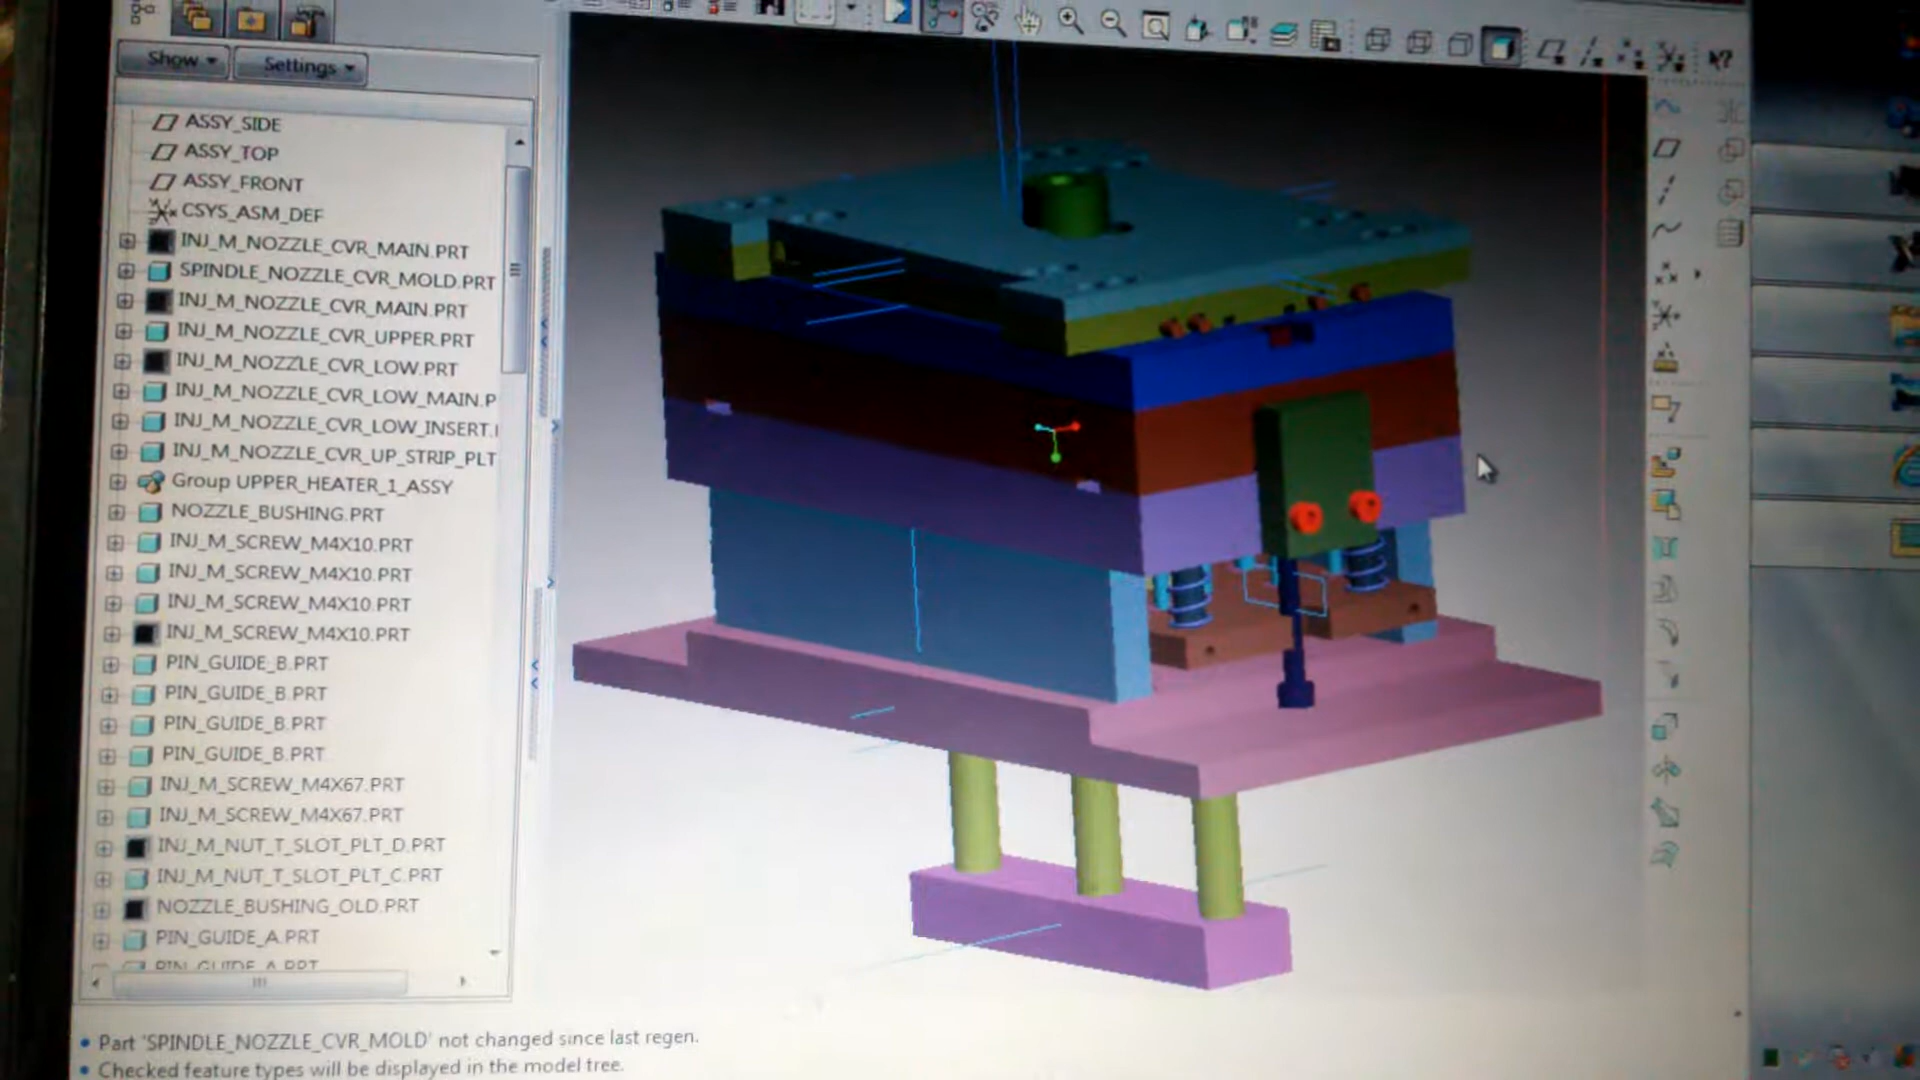 Show
Settings
ASSY_SIDE
ASSY_TOP
ASSY_FRONT
CSYS_ASM_DEF
INJ_M_NOZZLE_CVR_MAIN.PRT
SPINDLE_NOZZLE_CVR_MOLD.PRT
INJ_M_NOZZLE_CVR_MAIN.PRT
INJ_M_NOZZLE_CVR_UPPER.PRT
INJ_M_NOZZLE_CVR_LOW.PRT
INJ_M_NOZZLE_CVR_LOW_MAIN.P
INJ_M_NOZZLE_CVR_LOW_INSERT.
INJ_M_NOZZLE_CVR_UP_STRIP_PLT
Group UPPER_HEATER_1_ASSY
NOZZLE_BUSHING.PRT
INJ_M_SCREW_M4X10.PRT
INJ_M_SCREW_M4X10.PRT
INJ_M_SCREW_M4X10.PRT
INJ_M_SCREW_M4X10.PRT
PIN_GUIDE_B.PRT
PIN_GUIDE_B.PRT
PIN_GUIDE_B.PRT
PIN_GUIDE_B.PRT
INJ_M_SCREW_M4X67.PRT
INJ_M_SCREW_M4X67.PRT
INJ_M_NUT_T_SLOT_PLT_D.PRT
INJ_M_NUT_T_SLOT_PLT_C.PRT
NOZZLE_BUSHING_OLD.PRT
PIN_GUIDE_A.PRT
PIN_GUIDE_A.PRT
• Part 'SPINDLE_NOZZLE_CVR_MOLD' not changed since last regen.
• Checked feature types will be displayed in the model tree.